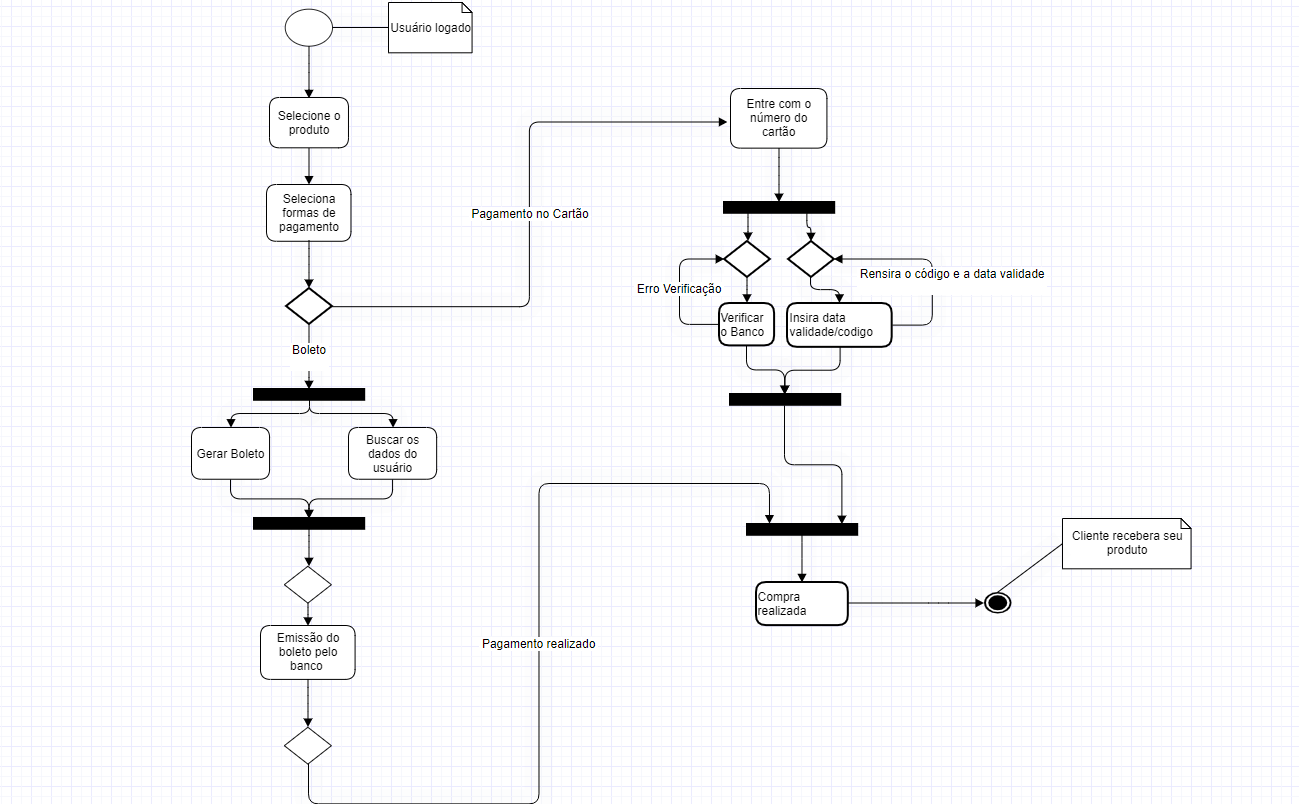 Usuário logado
Selecione o
produto
Seleciona
formas de
pagamento
Boleto
Gerar Boleto
Buscar os
dados do
usuário
Emissão do
boleto pelo
banco
Pagamento no Cartão
Pagamento realizado
Entre com o
número do
cartão
Erro Verificação
Rensira o código e a data validade
Verificar
o Banco
Insira data
validade/codigo
Compra
realizada
Cliente recebera seu
produto